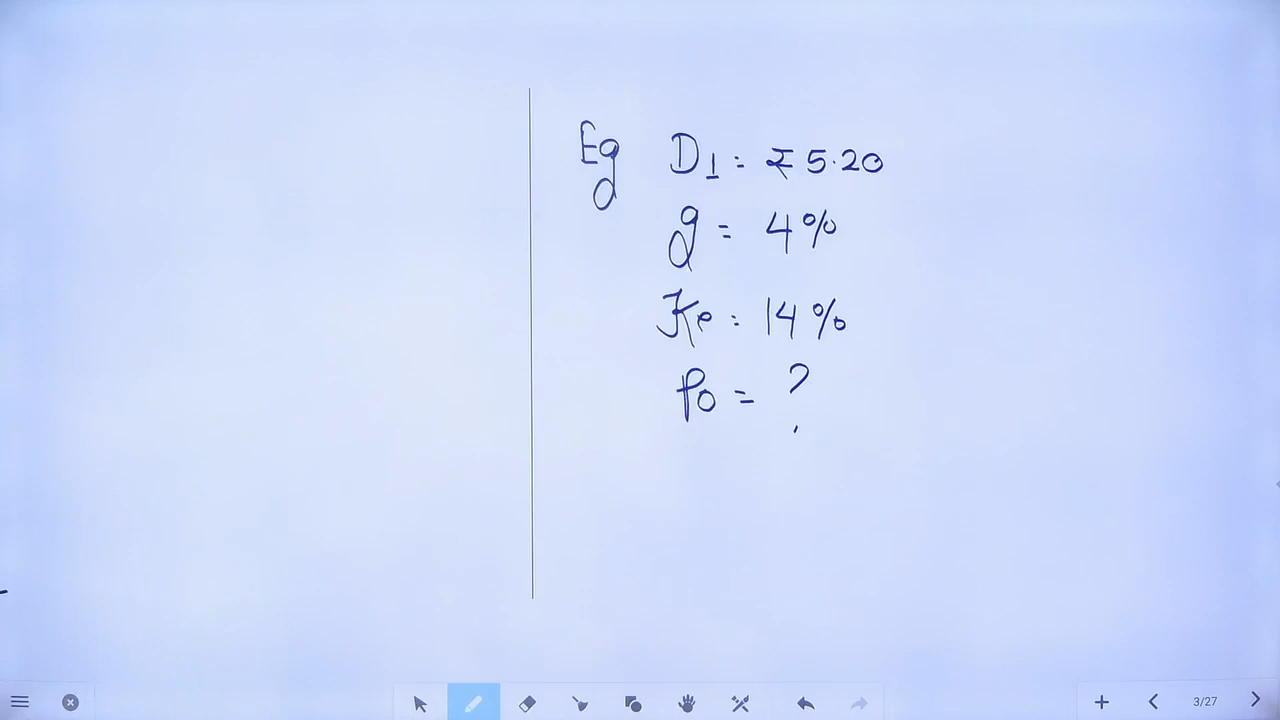 Eg D1 = ₹5.20
g = 4%
Ke = 14%
P0 = ?
3/27